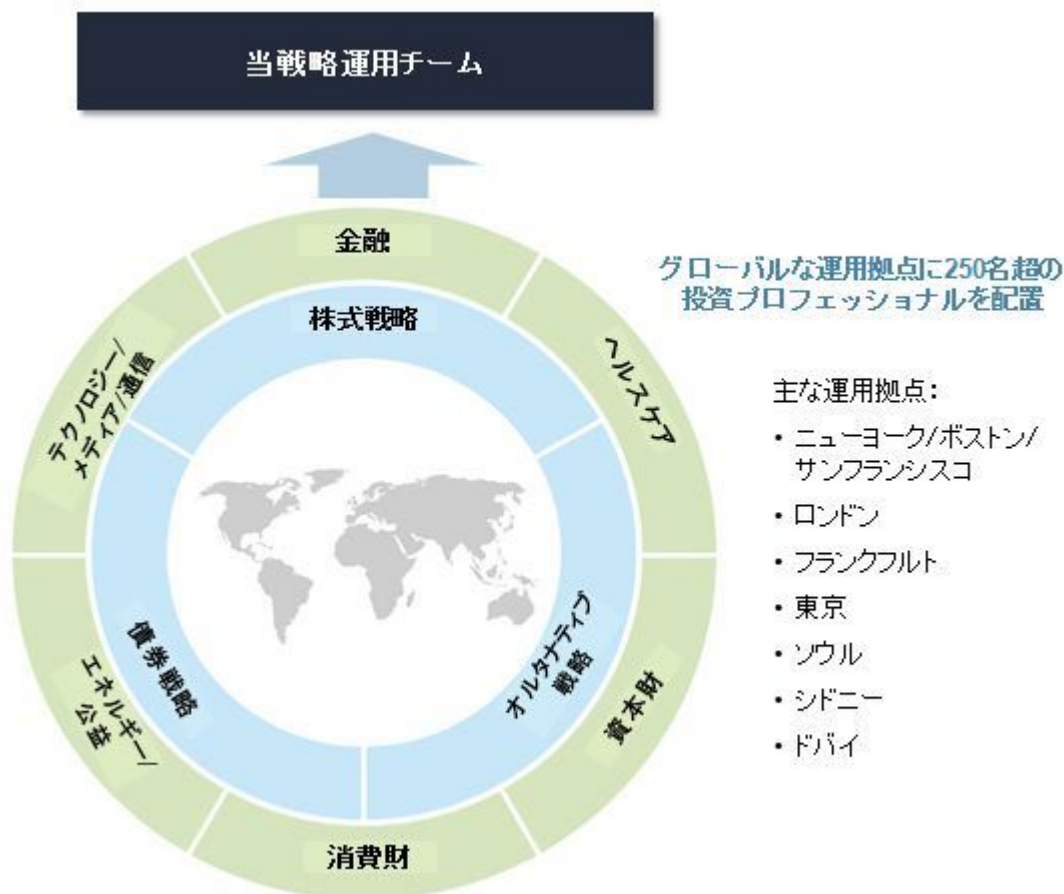 当戦略運用チーム
金融
株式戦略
テクノロジー/
メディア/通信
ヘルスケア
債券戦略
オルタナティブ
戦略
エネルギー/
公益
資本財
消費財
グローバルな運用拠点に250名超の
投資プロフェッショナルを配置
主な運用拠点:
・ニューヨーク/ボストン/
サンフランシスコ
・ロンドン
・フランクフルト
・東京
・ソウル
・シドニー
・ドバイ